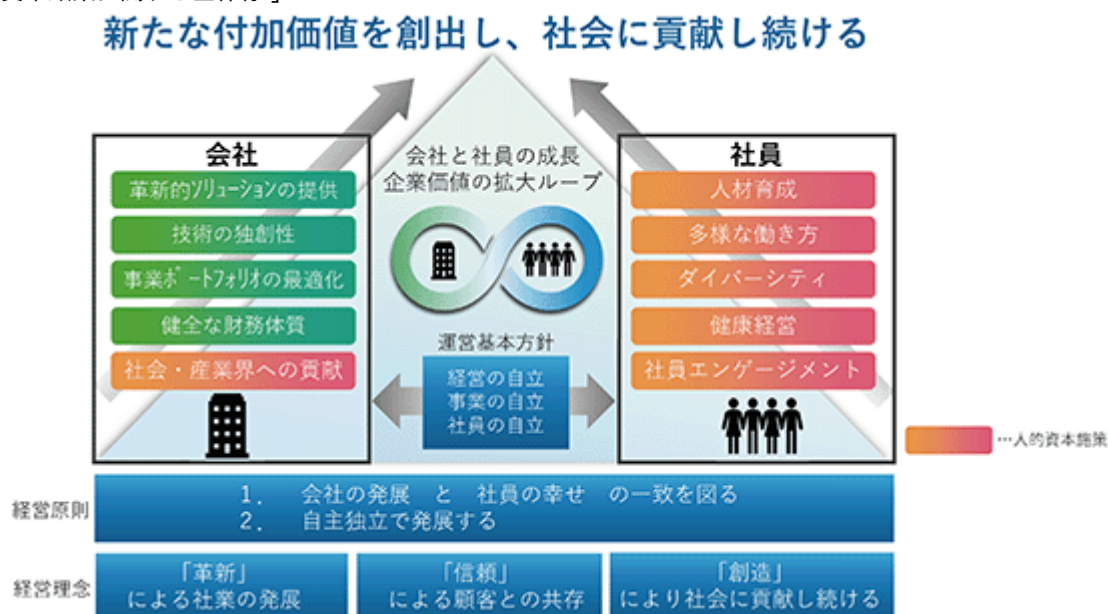 新たな付加価値を創出し、社会に貢献し続ける
会社
革新的ソリューションの提供
技術の独創性
事業ポートフォリオの最適化
健全な財務体質
社会・産業界への貢献
会社と社員の成長
企業価値の拡大ループ
運営基本方針
経営の自立
事業の自立
社員の自立
社員
人材育成
多様な働き方
ダイバーシティ
健康経営
社員エンゲージメント
…人的資本施策
経営原則
1. 会社の発展 と 社員の幸せ の一致を図る
2. 自主独立で発展する
経営理念
「革新」
による社業の発展
「信頼」
による顧客との共存
「創造」
により社会に貢献し続ける